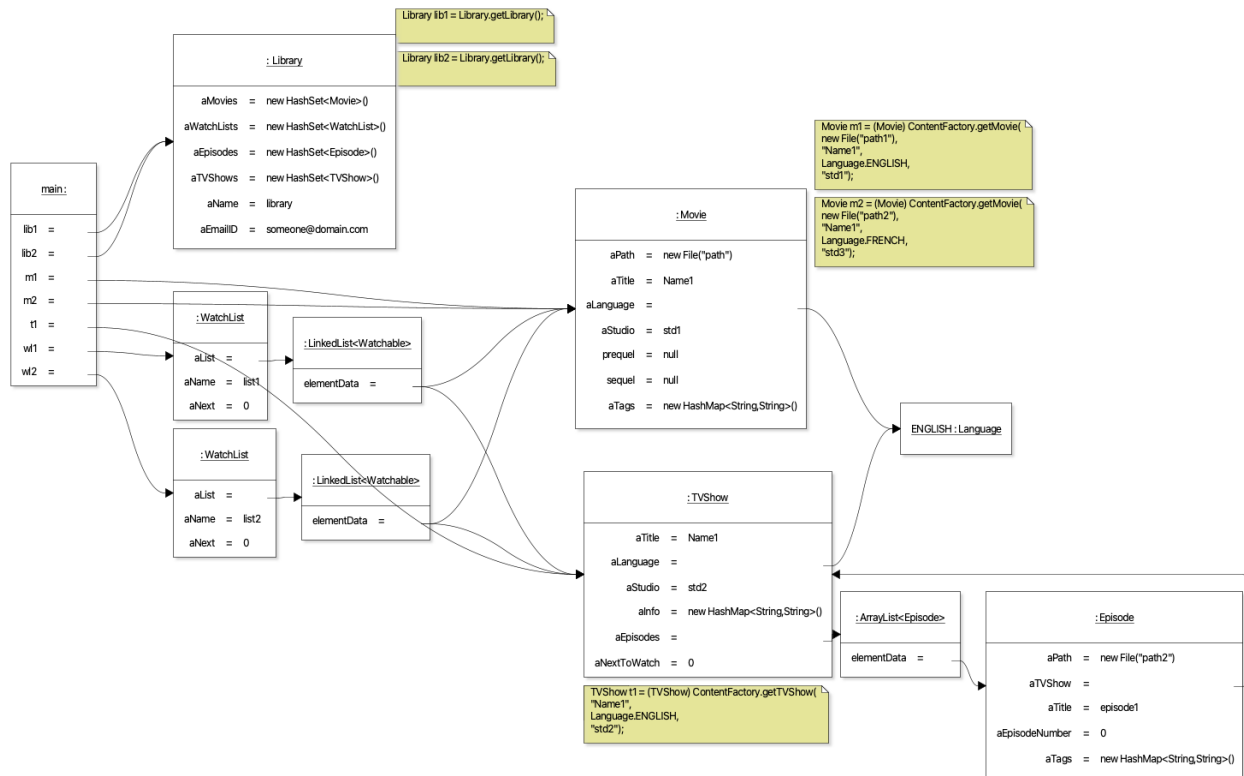 Library lib1 = Library.getLibrary();
Library lib2 = Library.getLibrary();
: Library
aMovies = new HashSet<Movie>()
aWatchLists = new HashSet<WatchList>()
aEpisodes = new HashSet<Episode>()
aTVShows = new HashSet<TVShow>()
aName = library
aEmailID = someone@domain.com
main :
lib1 =
lib2 =
m1 =
m2 =
t1 =
wl1 =
wl2 =
: WatchList
aList =
aName = list1
aNext = 0
: LinkedList<Watchable>
elementData =
: WatchList
aList =
aName = list2
aNext = 0
: LinkedList<Watchable>
elementData =
Movie m1 = (Movie) ContentFactory.getMovie(
new File("path1"),
"Name1",
Language.ENGLISH,
"std1");
Movie m2 = (Movie) ContentFactory.getMovie(
new File("path2"),
"Name1",
Language.FRENCH,
"std3");
: Movie
aPath = new File("path")
aTitle = Name1
aLanguage =
aStudio = std1
prequel = null
sequel = null
aTags = new HashMap<String,String>()
ENGLISH : Language
: TVShow
aTitle = Name1
aLanguage =
aStudio = std2
aInfo = new HashMap<String,String>()
aEpisodes =
aNextToWatch = 0
TVShow t1 = (TVShow) ContentFactory.getTVShow(
"Name1",
Language.ENGLISH,
"std2");
: ArrayList<Episode>
elementData =
: Episode
aPath = new File("path2")
aTVShow =
aTitle = episode1
aEpisodeNumber = 0
aTags = new HashMap<String,String>()